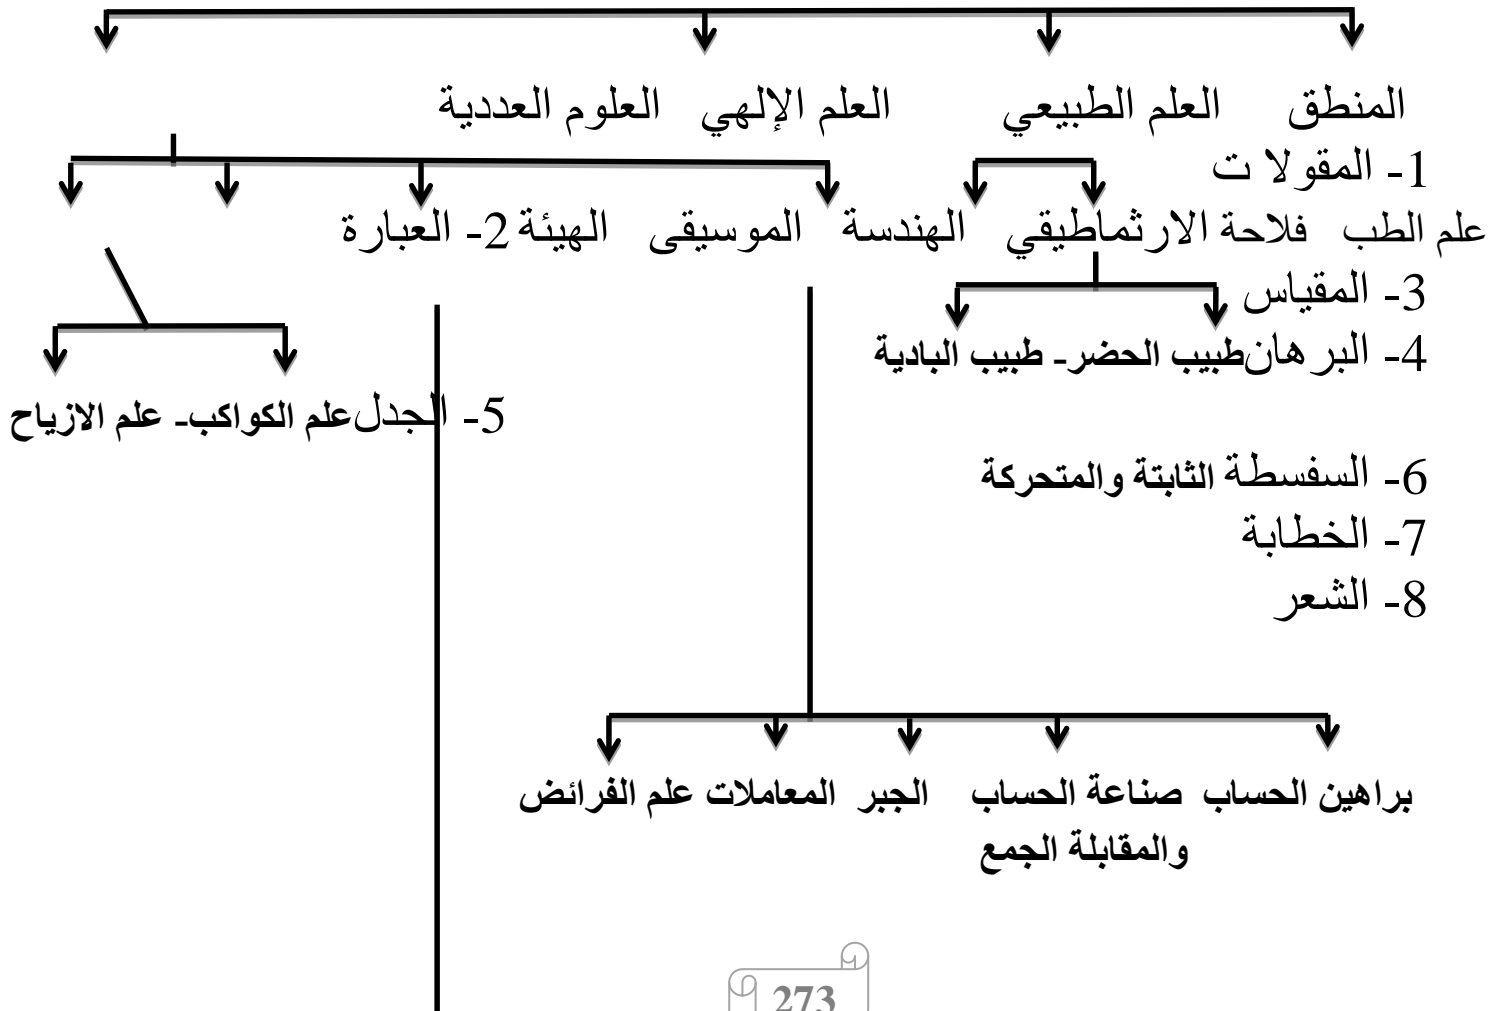 المنطق العلم الطبيعي العلم الإلهي العلوم العددية
1- المقولا ت
علم الطب فلاحة الارثماطيقي الهندسة الموسيقى الهيئة 2- العبارة
3- المقياس
4- البرهان طبيب الحضر- طبيب البادية
5- الجدل علم الكواكب- علم الازياح
6- السفسطة الثابتة والمتحركة
7- الخطابة
8- الشعر
براهين الحساب صناعة الحساب الجبر المعاملات علم الفرائض
والمقابلة الجمع
273